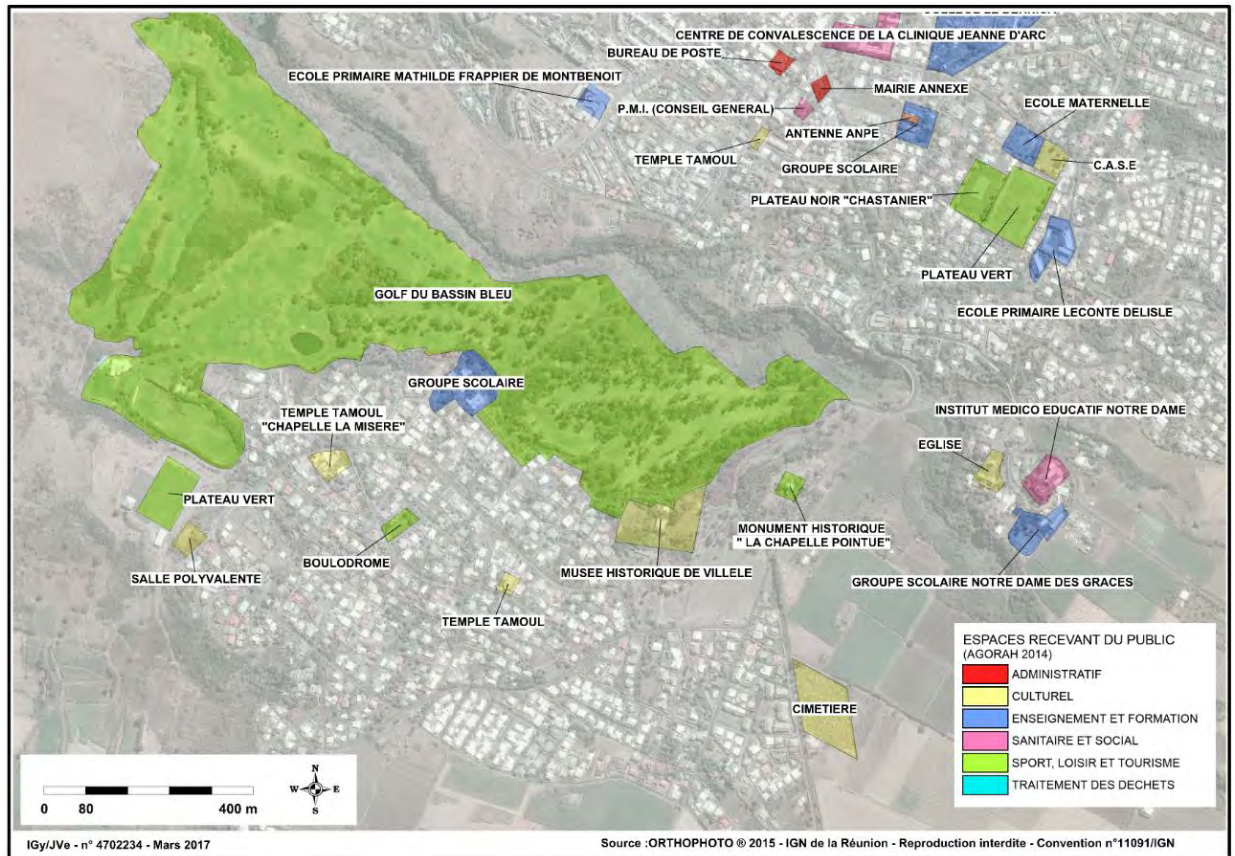 CENTRE DE CONVALESCENCE DE LA CLINIQUE JEANNE D'ARC
BUREAU DE POSTE
ECOLE PRIMAIRE MATHILDE FRAPPIER DE MONTBENOIT
MAIRIE ANNEXE
P.M.I. (CONSEIL GENERAL)
ECOLE MATERNELLE
ANTENNE ANPE
TEMPLE TAMOUL
GROUPE SCOLAIRE
C.A.S.E
PLATEAU NOIR "CHASTANIER"
PLATEAU VERT
ECOLE PRIMAIRE LECONTE DELISLE
GOLF DU BASSIN BLEU
GROUPE SCOLAIRE
TEMPLE TAMOUL
"CHAPELLE LA MISERE"
INSTITUT MEDICO EDUCATIF NOTRE DAME
EGLISE
PLATEAU VERT
MONUMENT HISTORIQUE
" LA CHAPELLE POINTUE"
BOULODROME
SALLE POLYVALENTE
MUSEE HISTORIQUE DE VILLELE
GROUPE SCOLAIRE NOTRE DAME DES GRACES
TEMPLE TAMOUL
CIMETIERE
ESPACES RECEVANT DU PUBLIC
(AGORAH 2014)
ADMINISTRATIF
CULTUREL
ENSEIGNEMENT ET FORMATION
SANITAIRE ET SOCIAL
SPORT, LOISIR ET TOURISME
TRAITEMENT DES DECHETS
N
W E
S
0 80 400 m
IGy/JVe - n° 4702234 - Mars 2017
Source :ORTHOPHOTO ® 2015 - IGN de la Réunion - Reproduction interdite - Convention n°11091/IGN